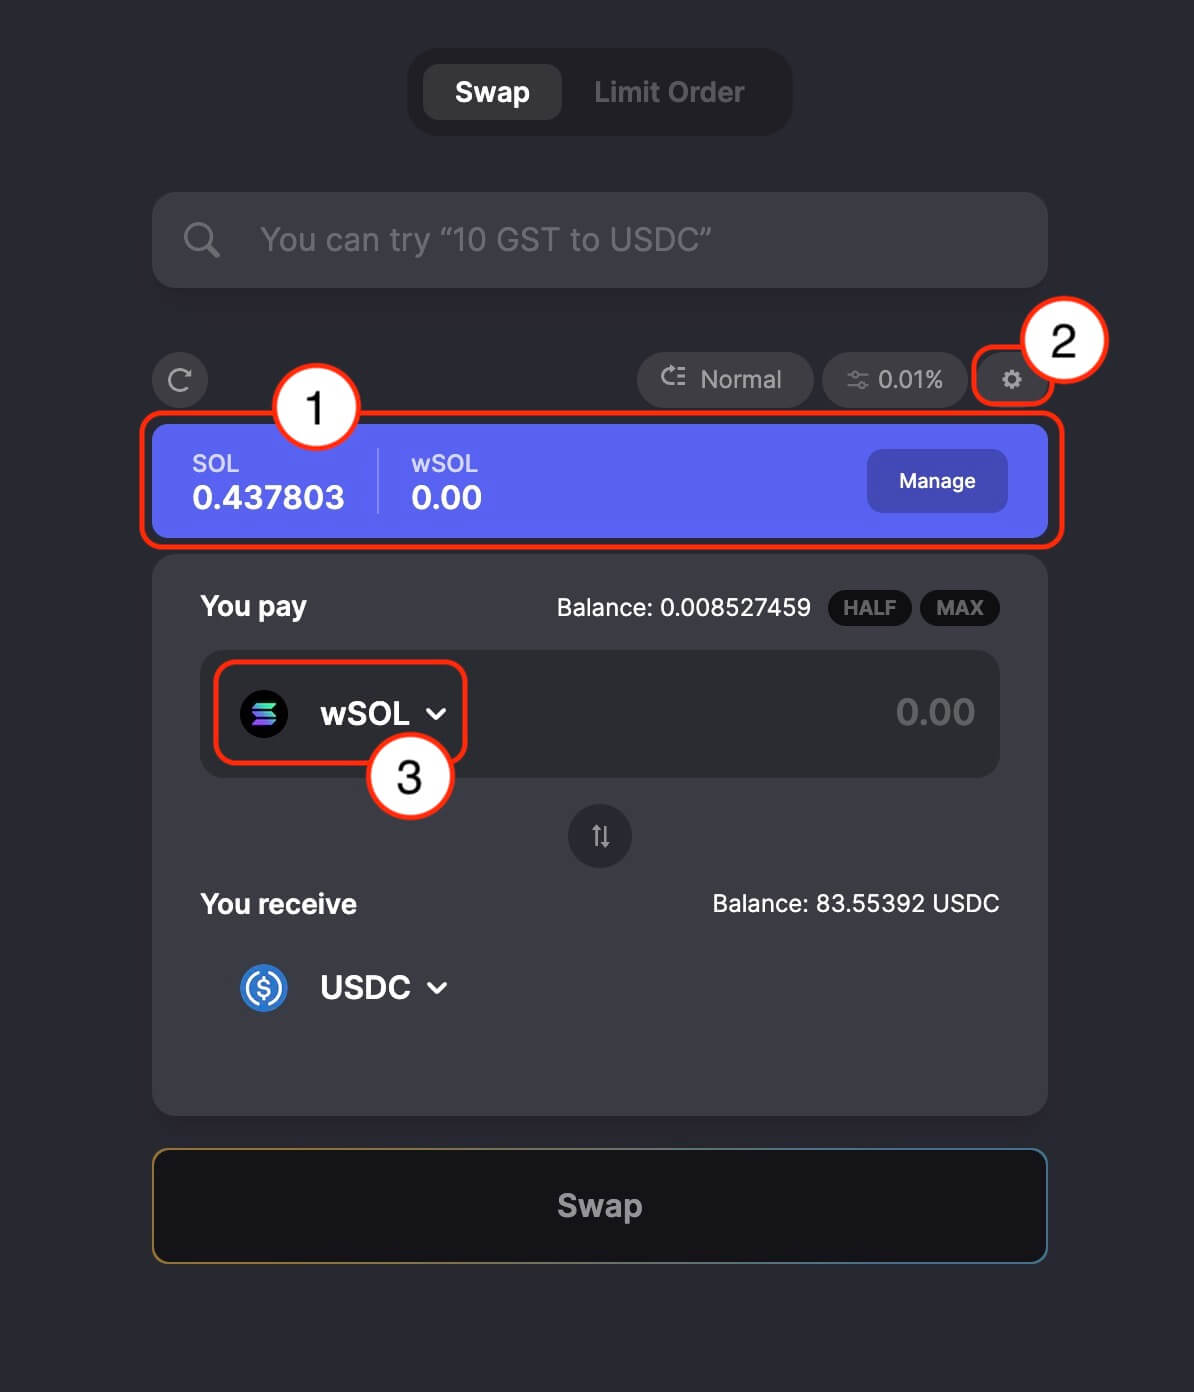 Swap Limit Order
You can try “10 GST to USDC”
2
Normal 0.01%
1
SOL wSOL
0.437803 0.00
Manage
You pay Balance: 0.008527459 HALF MAX
wSOL 0.00
3
You receive Balance: 83.55392 USDC
USDC
Swap